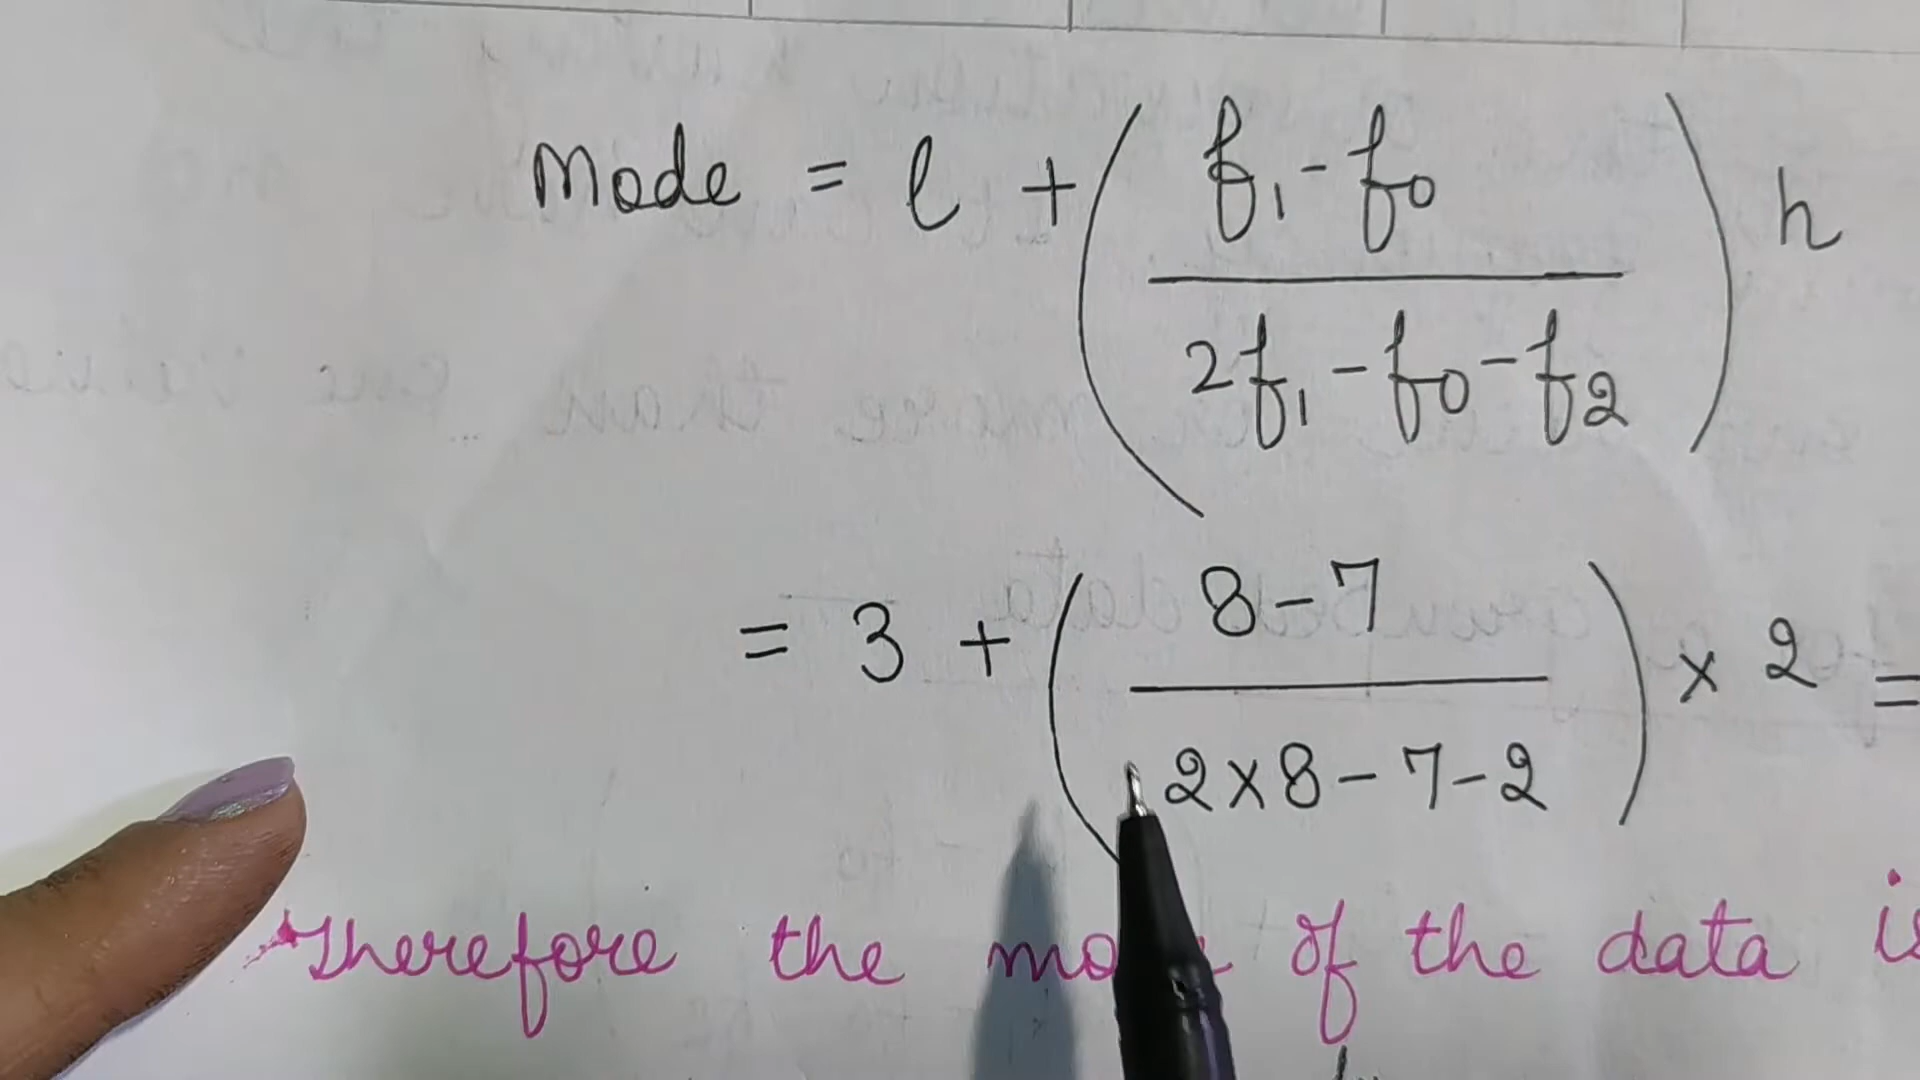 Mode = l + ( f₁ - f₀ / 2f₁ - f₀ - f₂ ) h
= 3 + ( 8 - 7 / 2 × 8 - 7 - 2 ) × 2 =
Therefore the of the data is